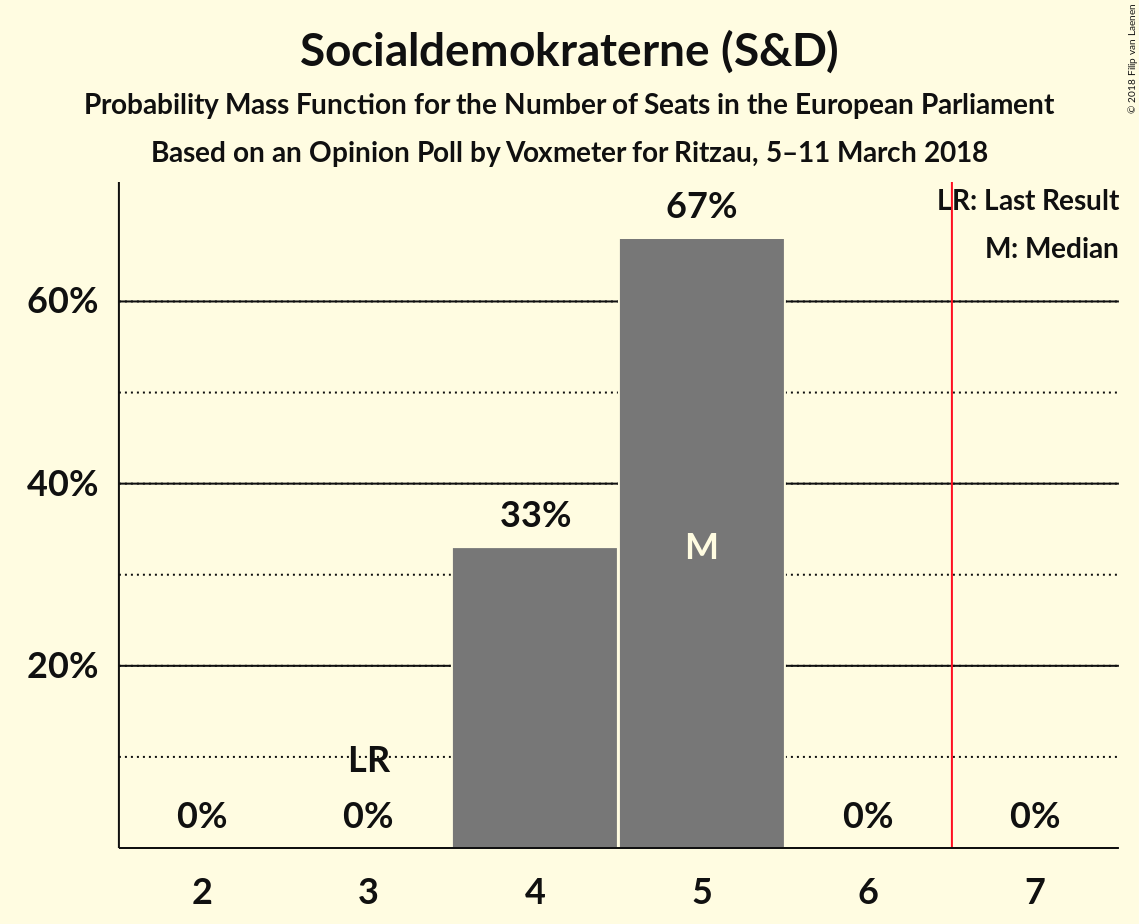 Socialdemokraterne (S&D)
Probability Mass Function for the Number of Seats in the European Parliament
Based on an Opinion Poll by Voxmeter for Ritzau, 5–11 March 2018
© 2018 Filip van Laenen
LR: Last Result
M: Median
67%
60%
40%
33%
M
20%
LR
0%
0%
0%
0%
2
3
4
5
6
7